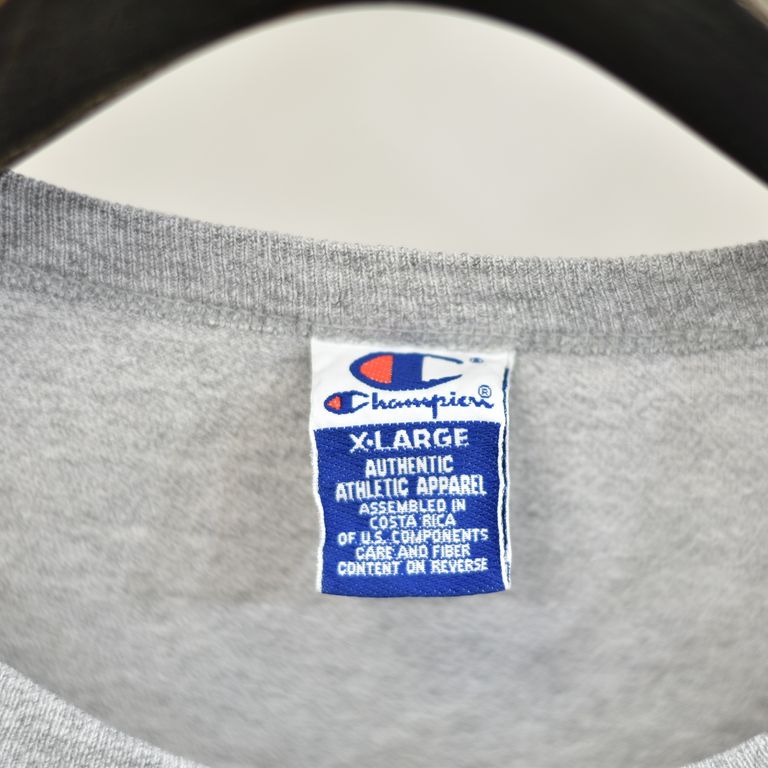 Champion®
X-LARGE
AUTHENTIC
ATHLETIC APPAREL
ASSEMBLED IN
COSTA RICA
OF U.S. COMPONENTS
CARE AND FIBER
CONTENT ON REVERSE